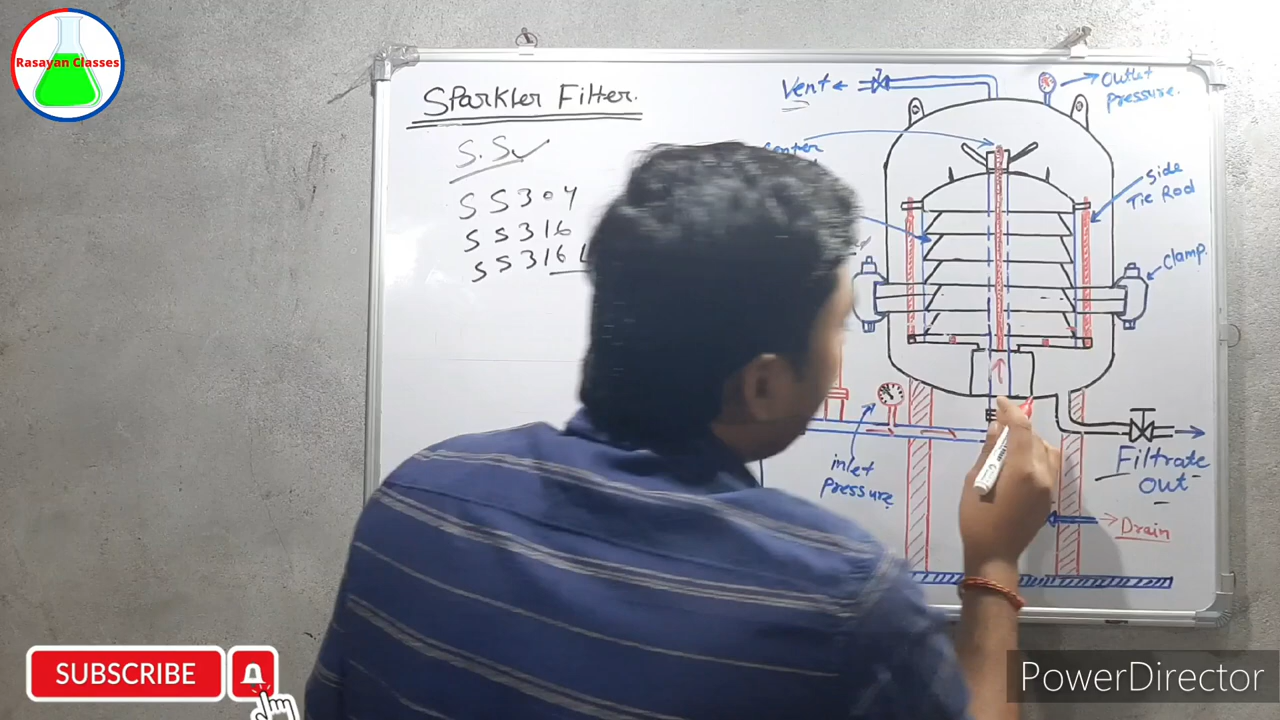 Rasayan Classes
Sparkler Filter.
S.S
SS304
SS316
SS316
Vent
Outlet
Pressure.
Side
Tie Rod
Clamp.
inlet
pressure
Filtrate
Out
Drain
SUBSCRIBE
PowerDirector